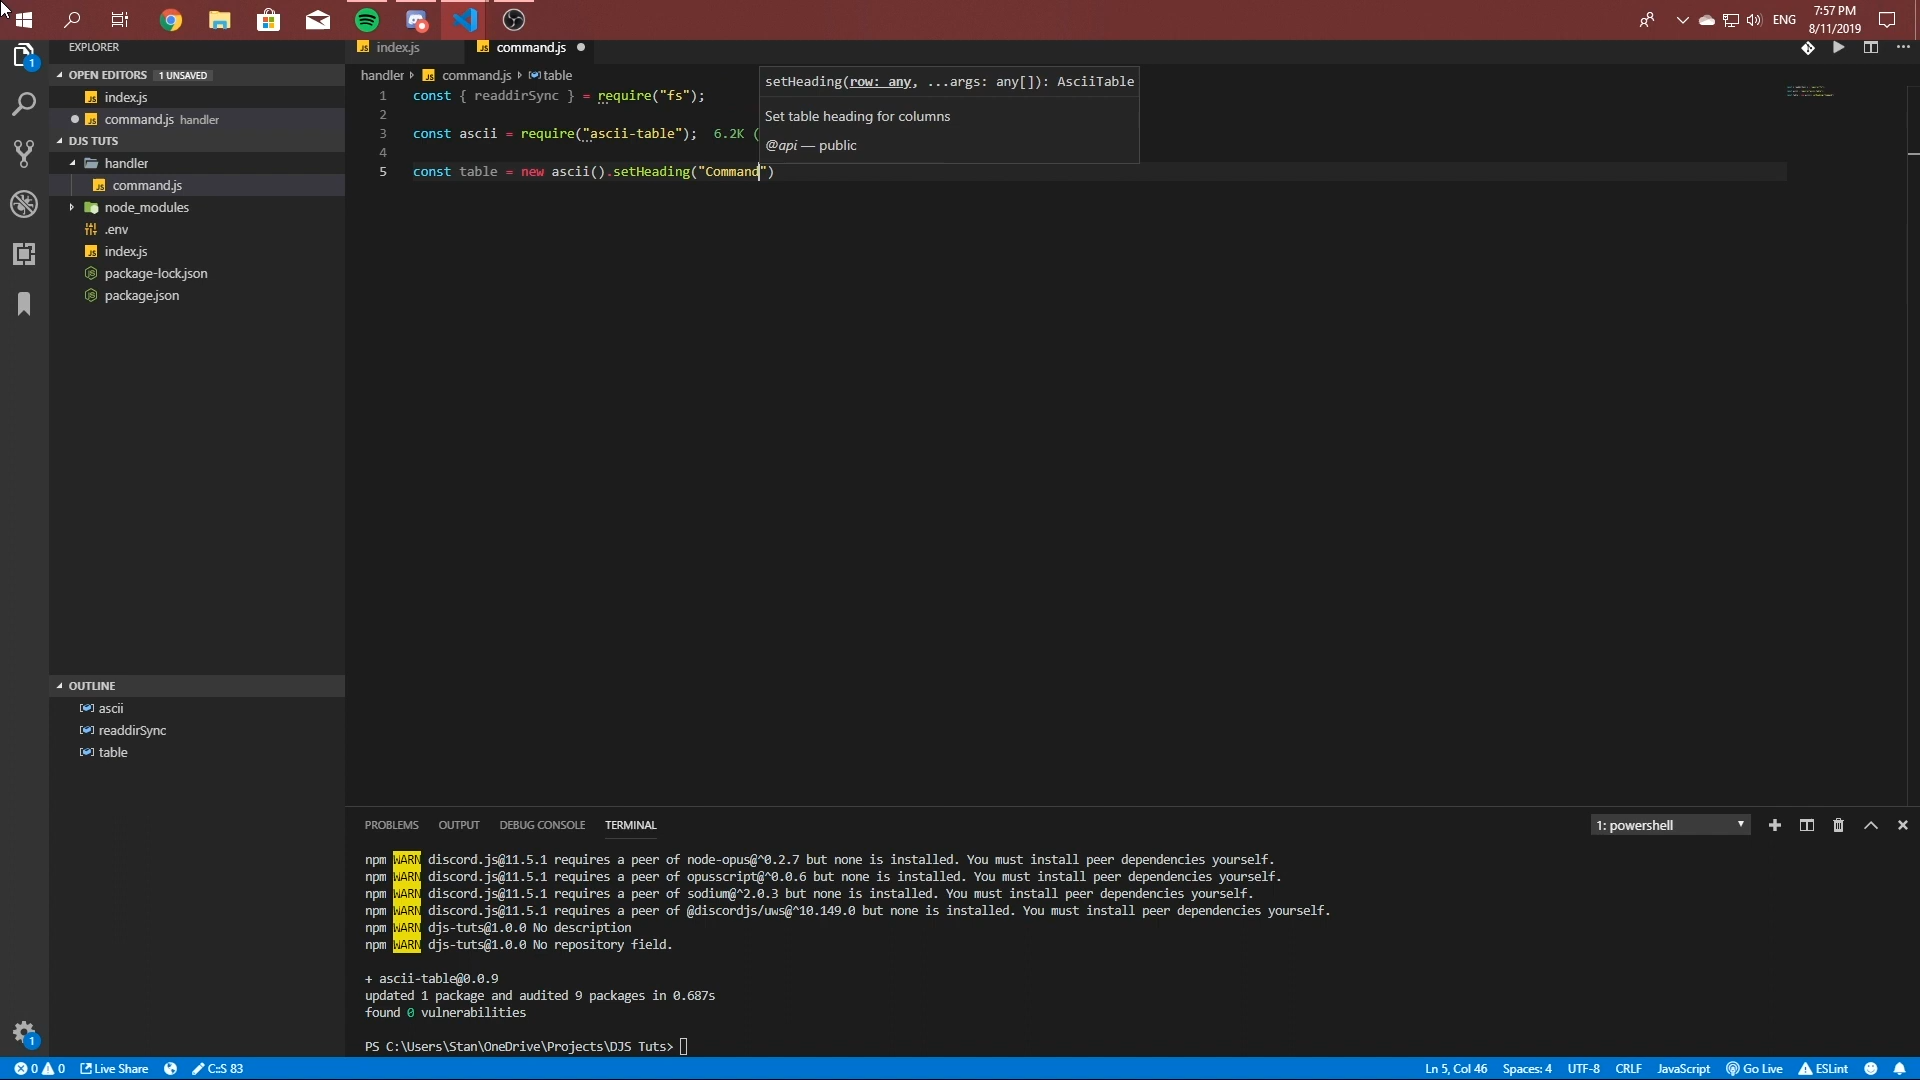 ENG
7:57 PM
8/11/2019
EXPLORER
index.js
command.js
1
OPEN EDITORS 1 UNSAVED
index.js
command.js handler
DJS TUTS
handler
command.js
node_modules
.env
index.js
package-lock.json
package.json
handler command.js table
1 const { readdirSync } = require("fs");
2
3 const ascii = require("ascii-table"); 6.2K (
4
5 const table = new ascii().setHeading("Command")
setHeading(row: any, ...args: any[]): AsciiTable
Set table heading for columns
@api — public
OUTLINE
ascii
readdirSync
table
PROBLEMS OUTPUT DEBUG CONSOLE TERMINAL
1: powershell
npm WARN discord.js@11.5.1 requires a peer of node-opus@^0.2.7 but none is installed. You must install peer dependencies yourself.
npm WARN discord.js@11.5.1 requires a peer of opusscript@^0.0.6 but none is installed. You must install peer dependencies yourself.
npm WARN discord.js@11.5.1 requires a peer of sodium@^2.0.3 but none is installed. You must install peer dependencies yourself.
npm WARN discord.js@11.5.1 requires a peer of @discordjs/uws@^10.149.0 but none is installed. You must install peer dependencies yourself.
npm WARN djs-tuts@1.0.0 No description
npm WARN djs-tuts@1.0.0 No repository field.
+ ascii-table@0.0.9
updated 1 package and audited 9 packages in 0.687s
found 0 vulnerabilities
PS C:\Users\Stan\OneDrive\Projects\DJS Tuts>
1
0 0 Live Share C:S 83
Ln 5, Col 46 Spaces: 4 UTF-8 CRLF JavaScript Go Live ESLint